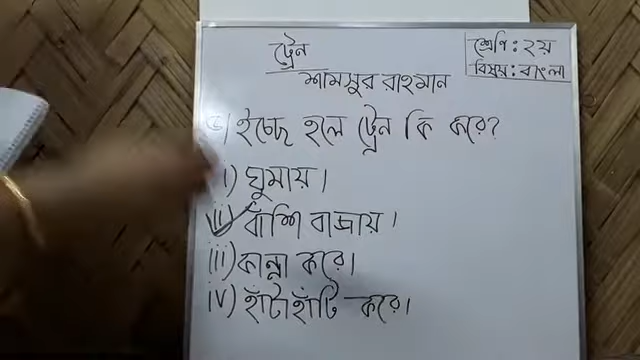 ট্রেন
শামসুর রাহমান
শ্রেণি: ২য়
বিষয়: বাংলা
ইচ্ছে হলে ট্রেন কি করে?
i) ঘুমায়।
ii) বাঁশি বাজায়।
iii) কান্না করে।
iv) হাঁটাহাঁটি করে।